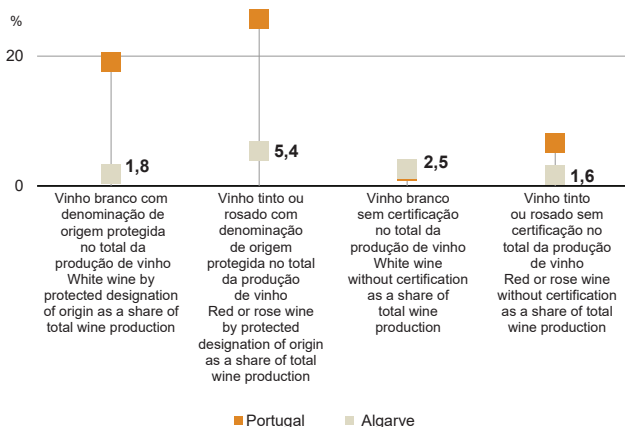 %
20
0
1,8
5,4
2,5
1,6
Vinho branco com
denominação de
origem protegida
no total da
produção de vinho
White wine by
protected designation
of origin as a share of
total wine production
Vinho tinto ou
rosado com
denominação
de origem
protegida no total
da produção
de vinho
Red or rose wine
by protected
designation of origin
as a share of total
wine production
Vinho branco
sem certificação
no total da
produção de vinho
White wine
without certification
as a share of
total wine
production
Vinho tinto
ou rosado sem
certificação no
total da produção
de vinho
Red or rose wine
without certification
as a share of total
wine production
Portugal
Algarve